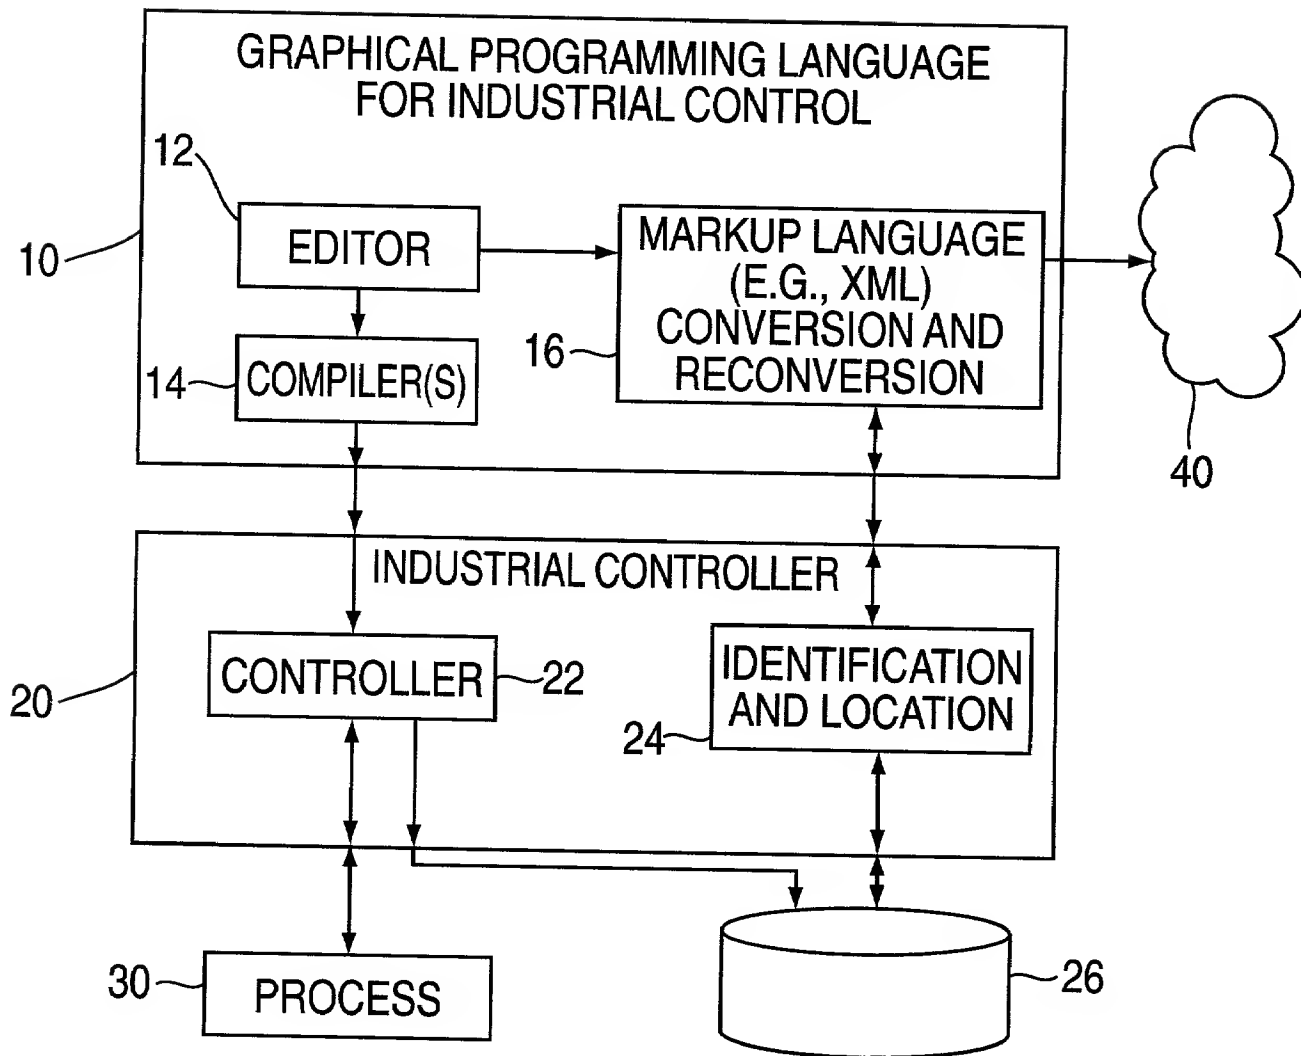 GRAPHICAL PROGRAMMING LANGUAGE
FOR INDUSTRIAL CONTROL
12
10
EDITOR
MARKUP LANGUAGE
(E.G., XML)
CONVERSION AND
RECONVERSION
16
14
COMPILER(S)
40
INDUSTRIAL CONTROLLER
20
CONTROLLER
22
IDENTIFICATION
AND LOCATION
24
30
PROCESS
26